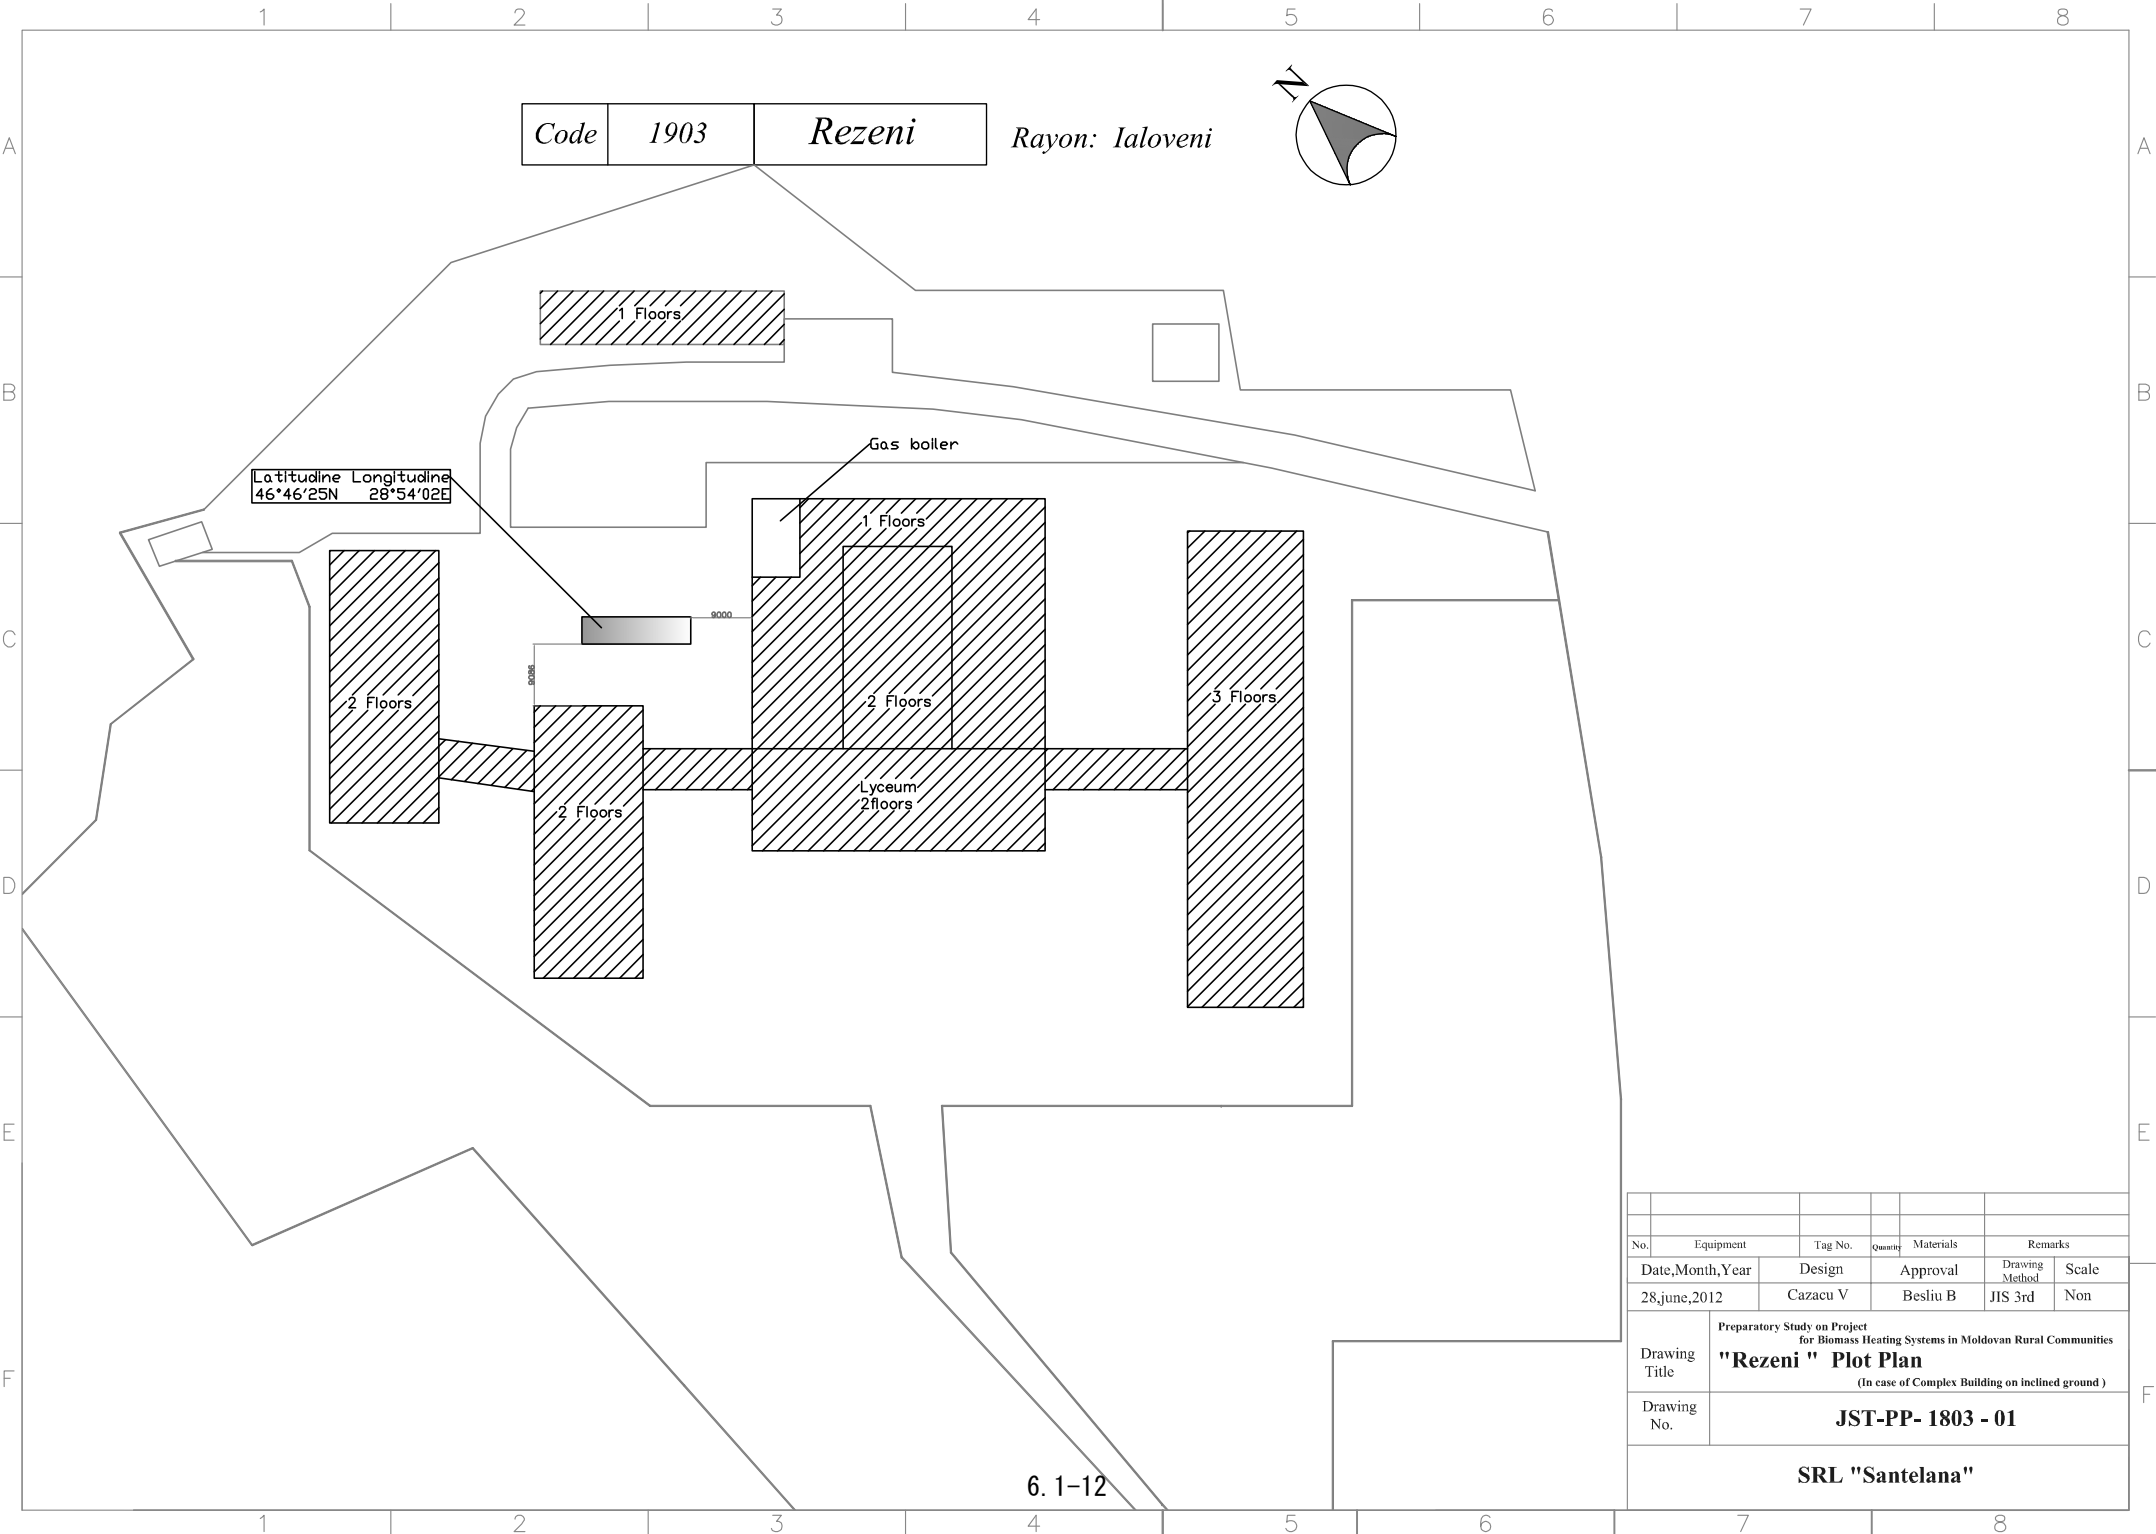 1 2 3 4 5 6 7 8
N
Code 1903 Rezeni Rayon: Ialoveni
A A
1 Floors
B B
Gas boiler
Latitudine Longitudine
46°46'25N 28°54'02E
1 Floors
9000
C C
9086
2 Floors
2 Floors
3 Floors
Lyceum
2floors
2 Floors
D D
E E
No. Equipment Tag No. Quantity Materials Remarks
Date,Month,Year Design Approval Drawing Method Scale
28,june,2012 Cazacu V Besliu B JIS 3rd Non
Drawing
Title
Preparatory Study on Project
for Biomass Heating Systems in Moldovan Rural Communities
"Rezeni " Plot Plan
(In case of Complex Building on inclined ground )
F F
Drawing
No.
JST-PP- 1803 - 01
SRL "Santelana"
6. 1-12
1 2 3 4 5 6 7 8